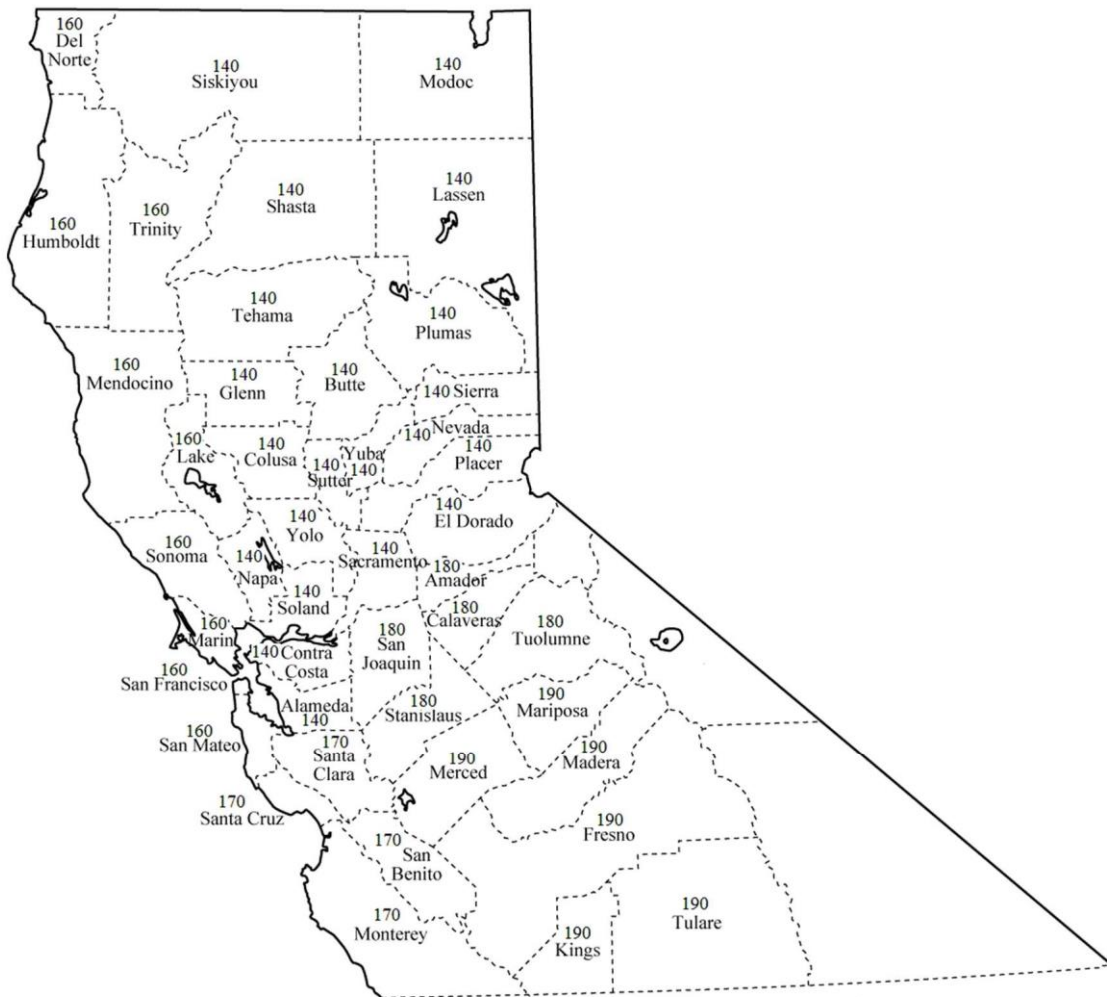 160
Del
Norte
140
Siskiyou
140
Modoc
160
Humboldt
160
Trinity
140
Shasta
140
Lassen
140
Tehama
140
Plumas
160
Mendocino
140
Glenn
140
Butte
140 Sierra
Nevada
140
160
Lake
140
Colusa
140
Sutter
Yuba
140
140
Placer
140
El Dorado
160
Sonoma
140
Napa
140
Yolo
140
Sacramento
180
Amador
140
Soland
180
Calaveras
180
Tuolumne
160
Marin
140 Contra
Costa
180
San
Joaquin
160
San Francisco
Alameda
140
180
Stanislaus
190
Mariposa
160
San Mateo
170
Santa
Clara
190
Merced
190
Madera
170
Santa Cruz
190
Fresno
170 San
Benito
170
Monterey
190
Kings
190
Tulare